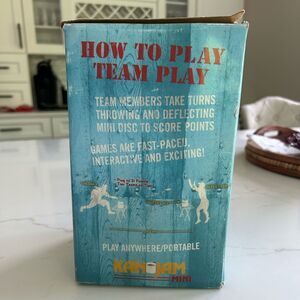 HOW TO PLAY
TEAM PLAY
TEAM MEMBERS TAKE TURNS
THROWING AND DEFLECTING
MINI DISC TO SCORE POINTS
GAMES ARE FAST-PACED,
INTERACTIVE AND EXCITING!
PLAY ANYWHERE/PORTABLE
KAN JAM
MINI